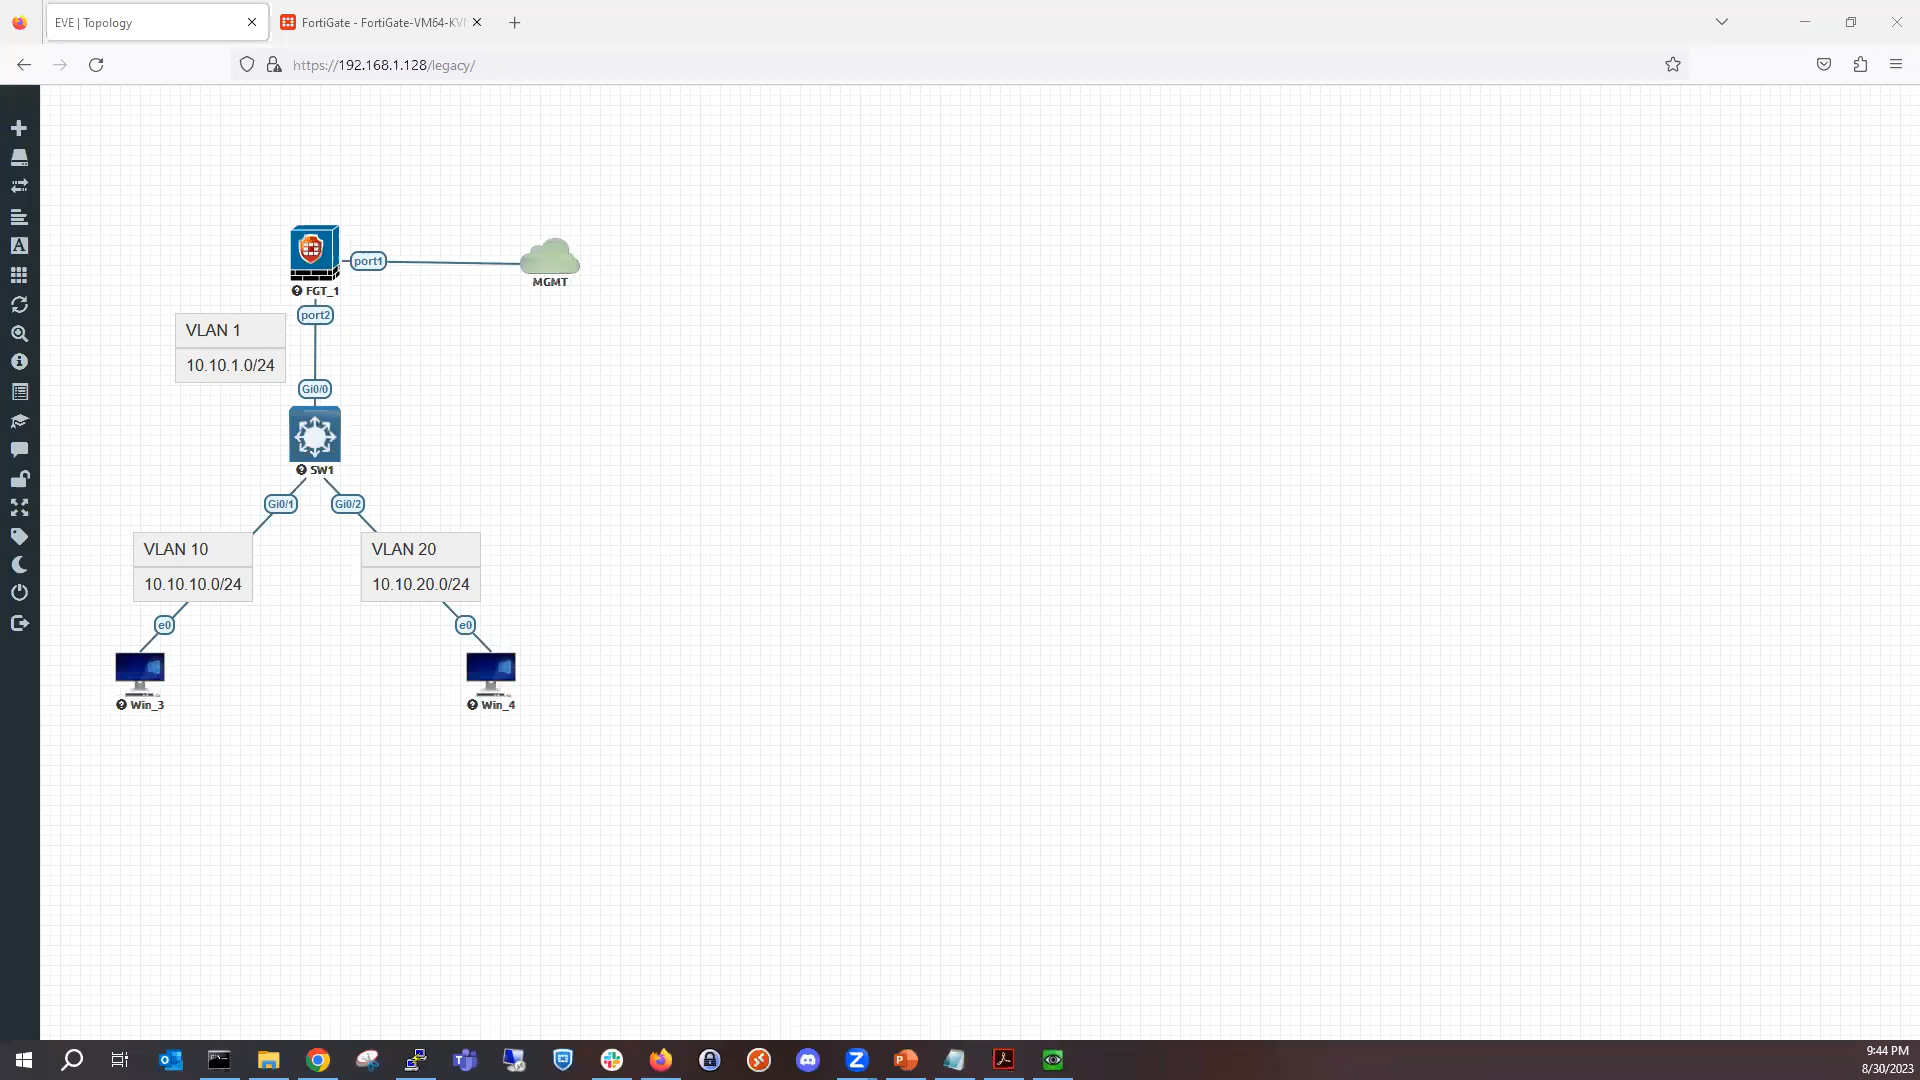 EVE | Topology
FortiGate - FortiGate-VM64-KV
https://192.168.1.128/legacy/
port1
MGMT
FGT_1
port2
VLAN 1
10.10.1.0/24
Gi0/0
SW1
Gi0/1
Gi0/2
VLAN 10
10.10.10.0/24
VLAN 20
10.10.20.0/24
e0
e0
Win_3
Win_4
9:44 PM
8/30/2023